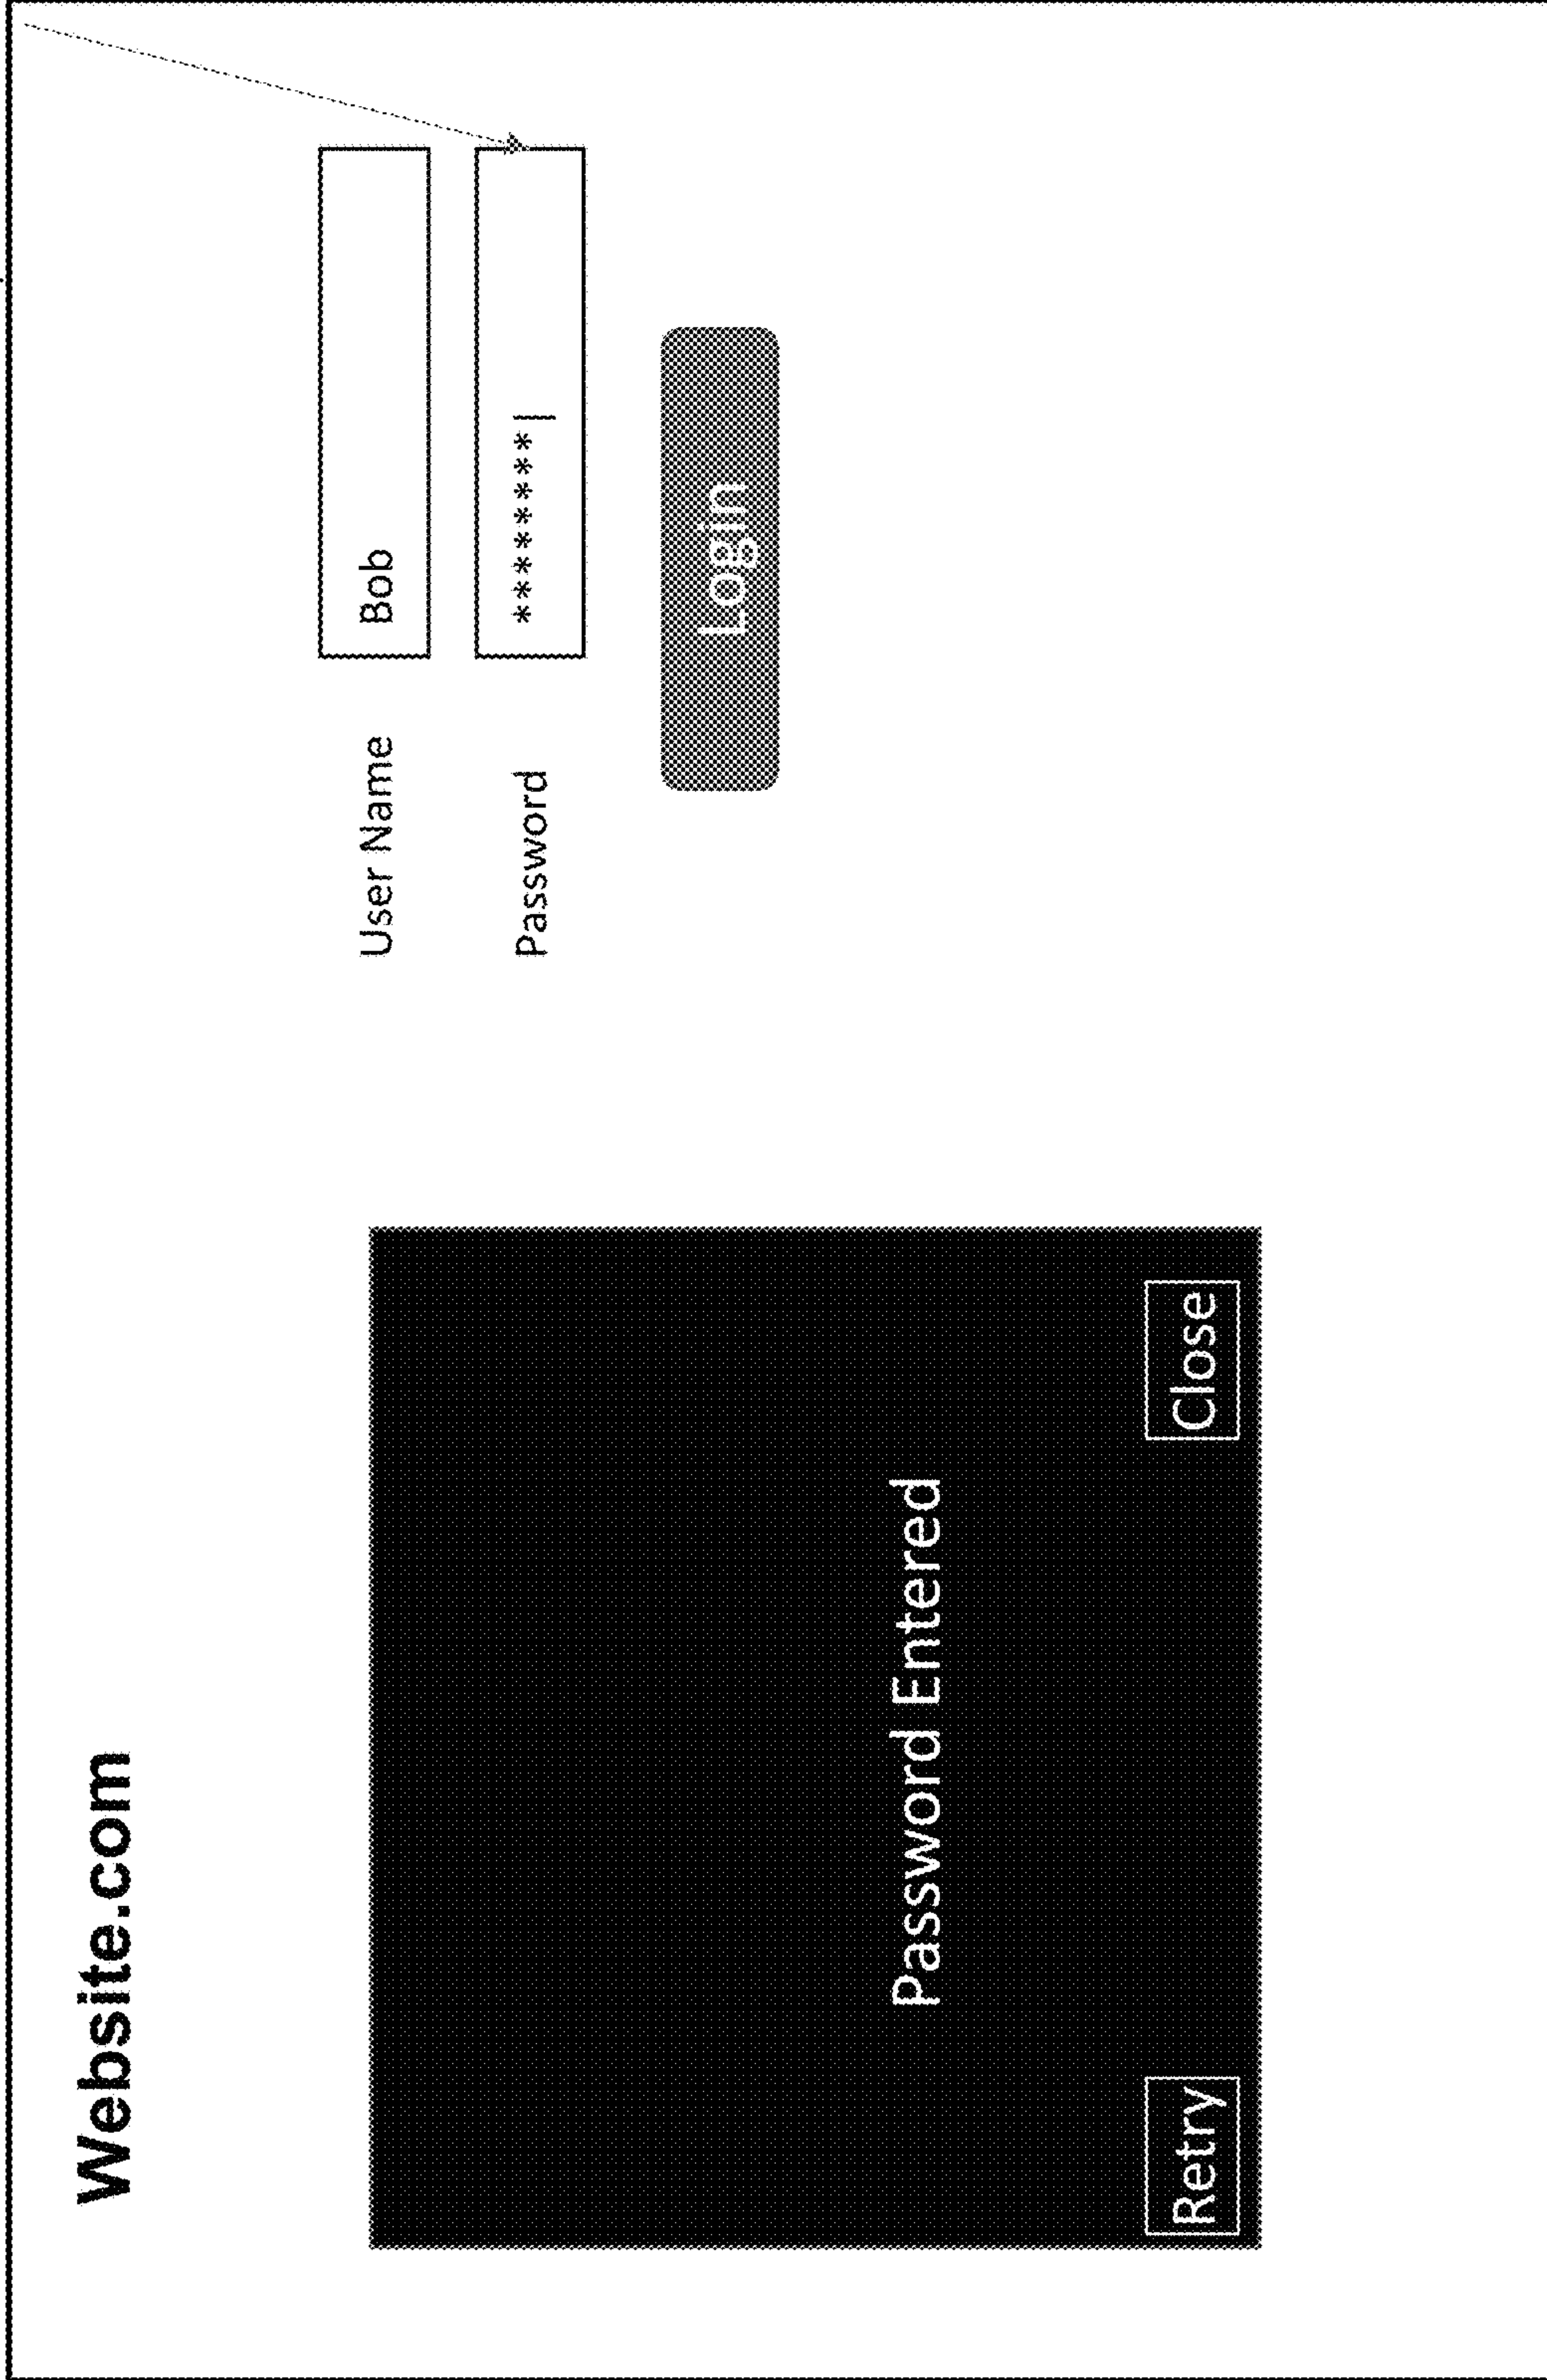 Website.com
User Name Bob
Password ********|
Login
Password Entered
Retry Close